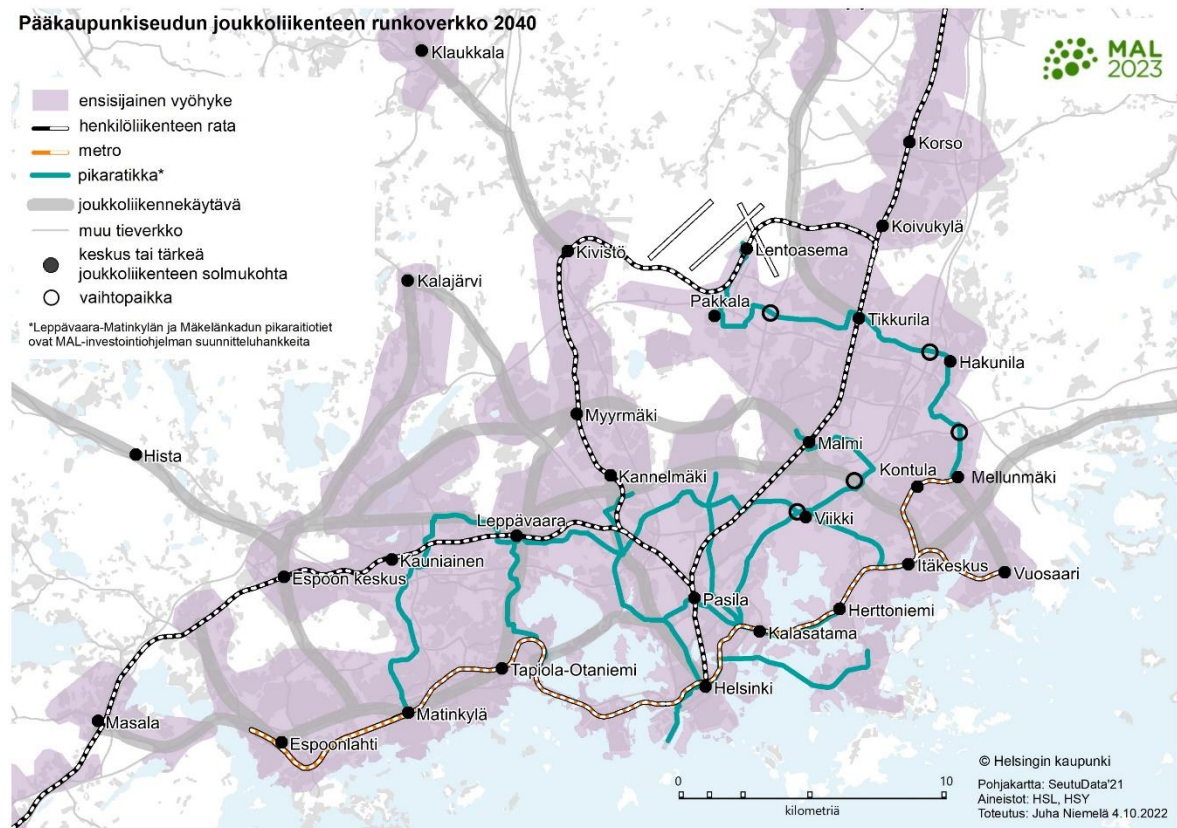 Pääkaupunkiseudun joukkoliikenteen runkoverkko 2040
MAL
2023
ensisijainen vyöhyke
henkilöliikenteen rata
metro
pikaratikka*
joukkoliikennekäytävä
muu tieverkko
keskus tai tärkeä
joukkoliikenteen solmukohta
vaihtopaikka
*Leppävaara-Matinkylän ja Mäkelänkadun pikaraitiotiet
ovat MAL-investointiohjelman suunnitteluhankkeita
Klaukkala
Korso
Koivukylä
Kivistö
Lentoasema
Kalajärvi
Pakkala
Tikkurila
Hakunila
Myyrmäki
Malmi
Hista
Kannelmäki
Kontula
Mellunmäki
Leppävaara
Viikki
Kauniainen
Itäkeskus
Espoon keskus
Vuosaari
Pasila
Herttoniemi
Kalasatama
Tapiola-Otaniemi
Helsinki
Matinkylä
Masala
Espoonlahti
0 10
kilometriä
© Helsingin kaupunki
Pohjakartta: SeutuData'21
Aineistot: HSL, HSY
Toteutus: Juha Niemelä 4.10.2022